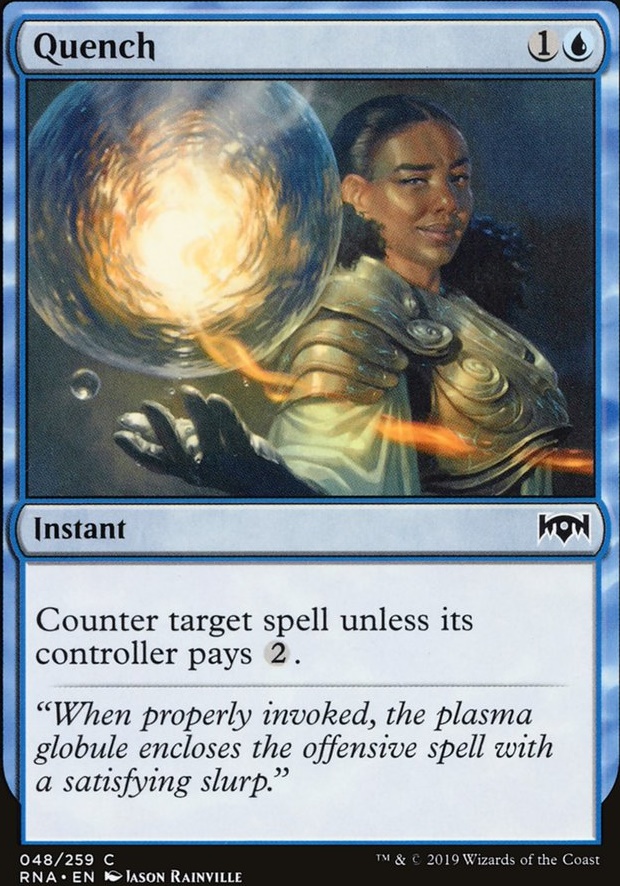 Quench 1
Instant
Counter target spell unless its
controller pays 2.
“When properly invoked, the plasma
globule encloses the offensive spell with
a satisfying slurp.”
048/259 C
RNA • EN Jason Rainville
™ & © 2019 Wizards of the Coast